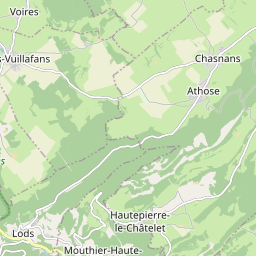 Voires
Chasnans
s-Vuillafans
Athose
Hautepierre-
le-Châtelet
Lods
Mouthier-Haute-